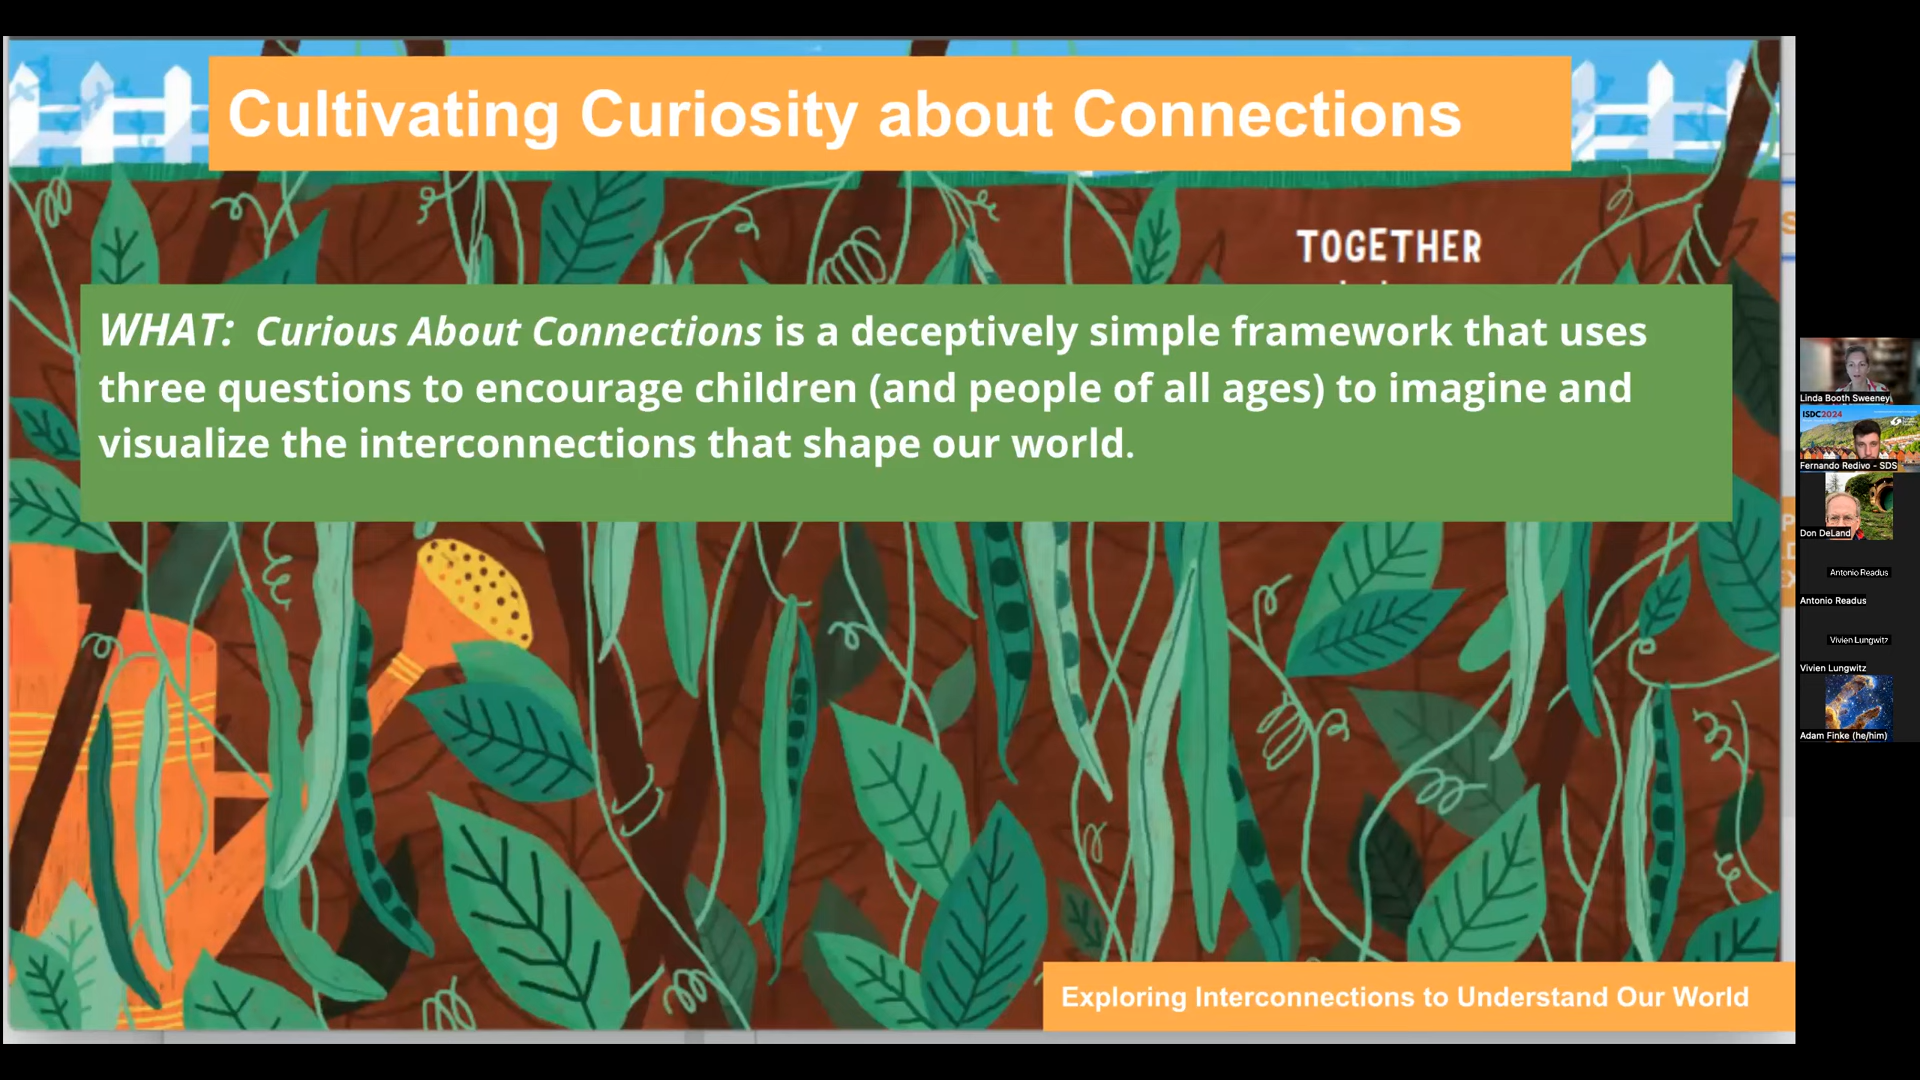 Cultivating Curiosity about Connections
TOGETHER
WHAT: Curious About Connections is a deceptively simple framework that uses
three questions to encourage children (and people of all ages) to imagine and
visualize the interconnections that shape our world.
Exploring Interconnections to Understand Our World
Linda Booth Sweeney
ISDC2024
Fernando Redivo - SDS
Don DeLand
Antonio Readus
Antonio Readus
Vivien Lungwitz
Vivien Lungwitz
Adam Finke (he/him)